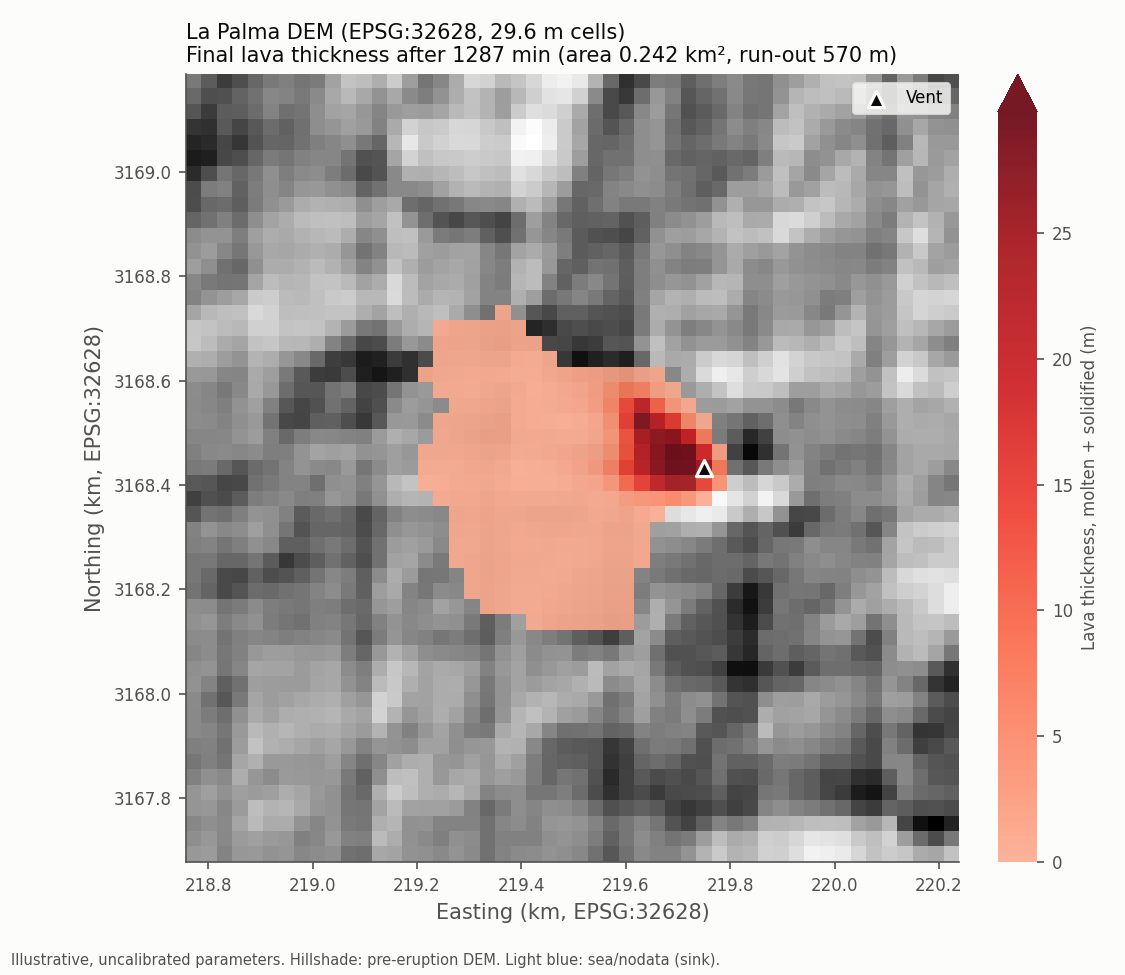 La Palma DEM (EPSG:32628, 29.6 m cells)
Final lava thickness after 1287 min (area 0.242 km², run-out 570 m)
Vent
3169.0
3168.8
3168.6
3168.4
3168.2
3168.0
3167.8
Northing (km, EPSG:32628)
218.8 219.0 219.2 219.4 219.6 219.8 220.0 220.2
Easting (km, EPSG:32628)
25
20
15
10
5
0
Lava thickness, molten + solidified (m)
Illustrative, uncalibrated parameters. Hillshade: pre-eruption DEM. Light blue: sea/nodata (sink).